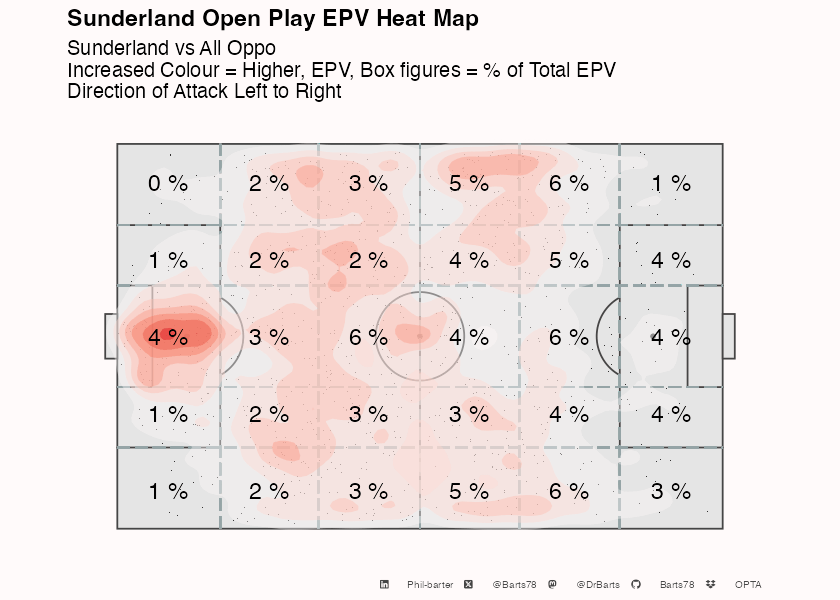 Sunderland Open Play EPV Heat Map
Sunderland vs All Oppo
Increased Colour = Higher, EPV, Box figures = % of Total EPV
Direction of Attack Left to Right
0 % 2 % 3 % 5 % 6 % 1 %
1 % 2 % 2 % 4 % 5 % 4 %
4 % 3 % 6 % 4 % 6 % 4 %
1 % 2 % 3 % 3 % 4 % 4 %
1 % 2 % 3 % 5 % 6 % 3 %
Phil-barter @Barts78 @DrBarts Barts78 OPTA